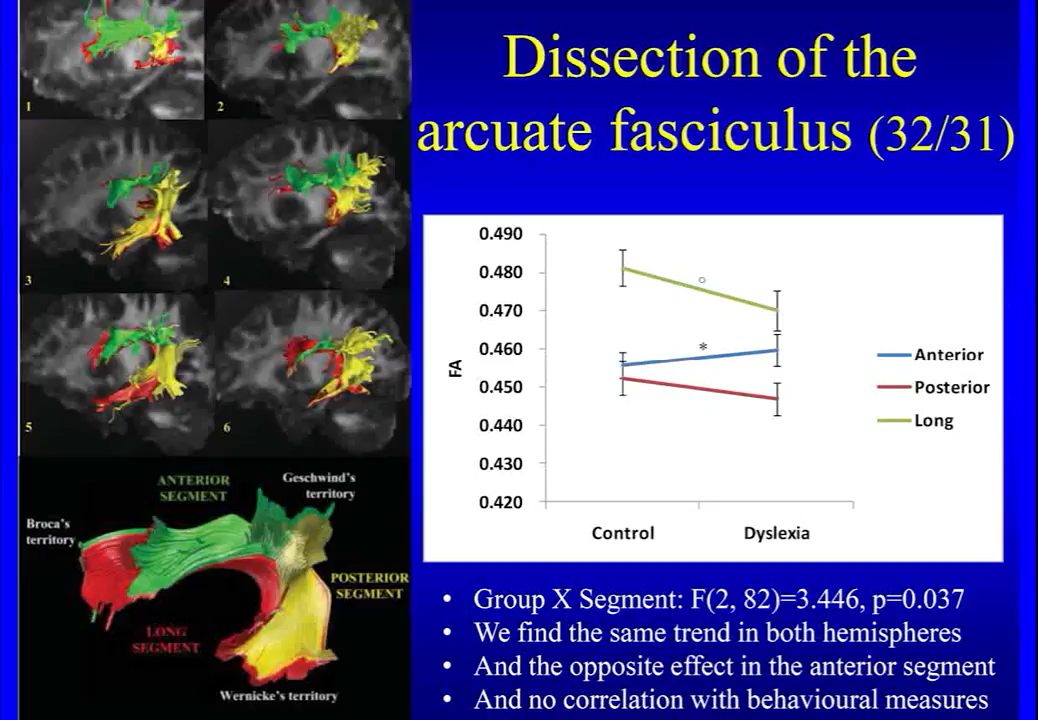 Dissection of the
arcuate fasciculus (32/31)
1
2
3
4
5
6
ANTERIOR
SEGMENT
Geschwind's
territory
Broca's
territory
POSTERIOR
SEGMENT
LONG
SEGMENT
Wernicke's territory
0.490
0.480
0.470
0.460
0.450
0.440
0.430
0.420
FA
°
*
Control
Dyslexia
Anterior
Posterior
Long
• Group X Segment: F(2, 82)=3.446, p=0.037
• We find the same trend in both hemispheres
• And the opposite effect in the anterior segment
• And no correlation with behavioural measures